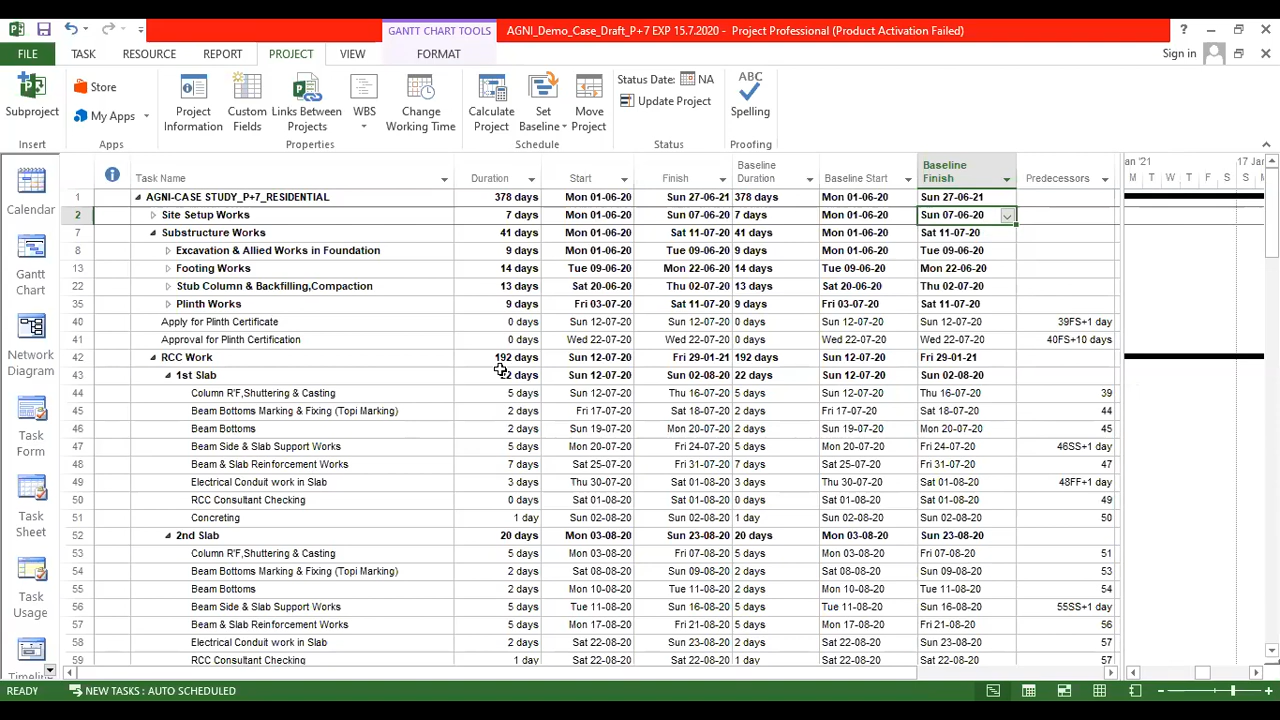 GANTT CHART TOOLS AGNI_Demo_Case_Draft_P+7 EXP 15.7.2020 - Project Professional (Product Activation Failed) ?
FILE TASK RESOURCE REPORT PROJECT VIEW FORMAT Sign in
Subproject
Store
My Apps
Project Information
Custom Fields
Links Between Projects
WBS
Change Working Time
Calculate Project
Set Baseline
Move Project
Status Date: NA
Update Project
ABC
Spelling
Insert Apps Properties Schedule Status Proofing
Calendar
Gantt Chart
Network Diagram
Task Form
Task Sheet
Task Usage
Task Name Duration Start Finish Baseline Duration Baseline Start Baseline Finish Predecessors
an '21 17 Jan
M T W T F S S M
1 AGNI-CASE STUDY_P+7_RESIDENTIAL 378 days Mon 01-06-20 Sun 27-06-21 378 days Mon 01-06-20 Sun 27-06-21
2 Site Setup Works 7 days Mon 01-06-20 Sun 07-06-20 7 days Mon 01-06-20 Sun 07-06-20
7 Substructure Works 41 days Mon 01-06-20 Sat 11-07-20 41 days Mon 01-06-20 Sat 11-07-20
8 Excavation & Allied Works in Foundation 9 days Mon 01-06-20 Tue 09-06-20 9 days Mon 01-06-20 Tue 09-06-20
13 Footing Works 14 days Tue 09-06-20 Mon 22-06-20 14 days Tue 09-06-20 Mon 22-06-20
22 Stub Column & Backfilling,Compaction 13 days Sat 20-06-20 Thu 02-07-20 13 days Sat 20-06-20 Thu 02-07-20
35 Plinth Works 9 days Fri 03-07-20 Sat 11-07-20 9 days Fri 03-07-20 Sat 11-07-20
40 Apply for Plinth Certificate 0 days Sun 12-07-20 Sun 12-07-20 0 days Sun 12-07-20 Sun 12-07-20 39FS+1 day
41 Approval for Plinth Certification 0 days Wed 22-07-20 Wed 22-07-20 0 days Wed 22-07-20 Wed 22-07-20 40FS+10 days
42 RCC Work 192 days Sun 12-07-20 Fri 29-01-21 192 days Sun 12-07-20 Fri 29-01-21
43 1st Slab 2 days Sun 12-07-20 Sun 02-08-20 22 days Sun 12-07-20 Sun 02-08-20
44 Column R'F,Shuttering & Casting 5 days Sun 12-07-20 Thu 16-07-20 5 days Sun 12-07-20 Thu 16-07-20 39
45 Beam Bottoms Marking & Fixing (Topi Marking) 2 days Fri 17-07-20 Sat 18-07-20 2 days Fri 17-07-20 Sat 18-07-20 44
46 Beam Bottoms 2 days Sun 19-07-20 Mon 20-07-20 2 days Sun 19-07-20 Mon 20-07-20 45
47 Beam Side & Slab Support Works 5 days Mon 20-07-20 Fri 24-07-20 5 days Mon 20-07-20 Fri 24-07-20 46SS+1 day
48 Beam & Slab Reinforcement Works 7 days Sat 25-07-20 Fri 31-07-20 7 days Sat 25-07-20 Fri 31-07-20 47
49 Electrical Conduit work in Slab 3 days Thu 30-07-20 Sat 01-08-20 3 days Thu 30-07-20 Sat 01-08-20 48FF+1 day
50 RCC Consultant Checking 0 days Sat 01-08-20 Sat 01-08-20 0 days Sat 01-08-20 Sat 01-08-20 49
51 Concreting 1 day Sun 02-08-20 Sun 02-08-20 1 day Sun 02-08-20 Sun 02-08-20 50
52 2nd Slab 20 days Mon 03-08-20 Sun 23-08-20 20 days Mon 03-08-20 Sun 23-08-20
53 Column R'F,Shuttering & Casting 5 days Mon 03-08-20 Fri 07-08-20 5 days Mon 03-08-20 Fri 07-08-20 51
54 Beam Bottoms Marking & Fixing (Topi Marking) 2 days Sat 08-08-20 Sun 09-08-20 2 days Sat 08-08-20 Sun 09-08-20 53
55 Beam Bottoms 2 days Mon 10-08-20 Tue 11-08-20 2 days Mon 10-08-20 Tue 11-08-20 54
56 Beam Side & Slab Support Works 5 days Tue 11-08-20 Sun 16-08-20 5 days Tue 11-08-20 Sun 16-08-20 55SS+1 day
57 Beam & Slab Reinforcement Works 5 days Mon 17-08-20 Fri 21-08-20 5 days Mon 17-08-20 Fri 21-08-20 56
58 Electrical Conduit work in Slab 2 days Sat 22-08-20 Sun 23-08-20 2 days Sat 22-08-20 Sun 23-08-20 57
59 RCC Consultant Checking 1 day Sat 22-08-20 Sat 22-08-20 1 day Sat 22-08-20 Sat 22-08-20 57
READY NEW TASKS : AUTO SCHEDULED